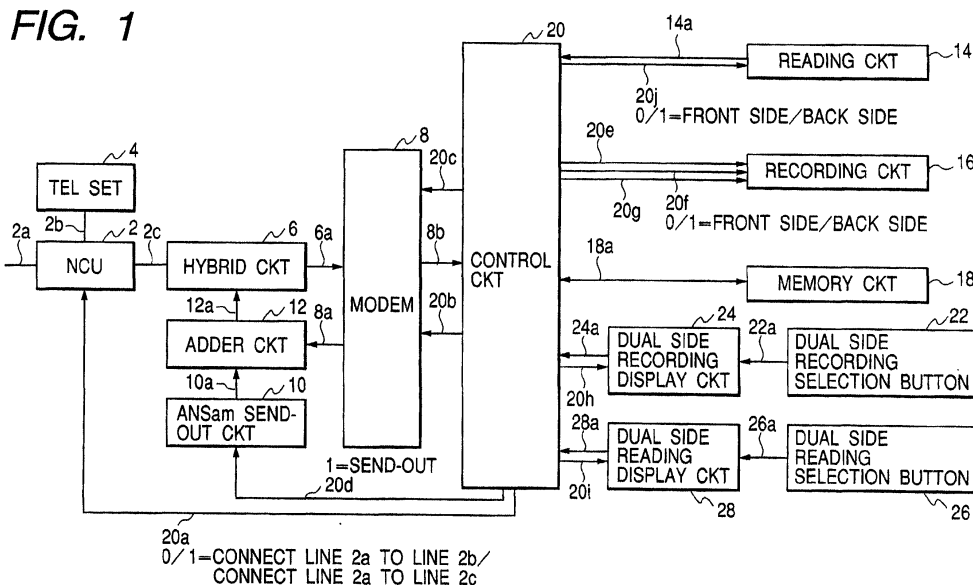 FIG. 1
20
14a
READING CKT
14
20j
0/1=FRONT SIDE/BACK SIDE
4
TEL SET
8
20c
20e
RECORDING CKT
16
20f
20g
0/1=FRONT SIDE/BACK SIDE
2a
2b
2
2c
NCU
6
HYBRID CKT
6a
8b
MODEM
CONTROL
CKT
18a
MEMORY CKT
18
12a
12
ADDER CKT
8a
20b
24a
24
DUAL SIDE
RECORDING
DISPLAY CKT
22a
22
DUAL SIDE
RECORDING
SELECTION BUTTON
20h
10a
10
ANSam SEND-
OUT CKT
28a
DUAL SIDE
READING
DISPLAY CKT
26a
DUAL SIDE
READING
SELECTION BUTTON
20i
28
26
1=SEND-OUT
20d
20a
0/1=CONNECT LINE 2a TO LINE 2b/
CONNECT LINE 2a TO LINE 2c